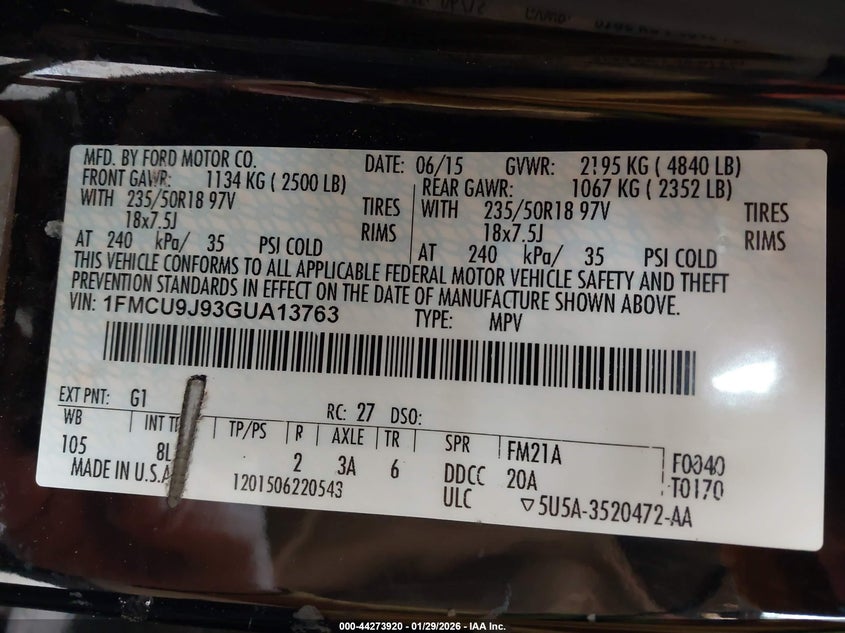 MFD. BY FORD MOTOR CO. DATE: 06/15 GVWR: 2195 KG ( 4840 LB)
FRONT GAWR: 1134 KG ( 2500 LB) REAR GAWR: 1067 KG ( 2352 LB)
WITH 235/50R18 97V TIRES WITH 235/50R18 97V TIRES
18x7.5J RIMS 18x7.5J RIMS
AT 240 kPa/ 35 PSI COLD AT 240 kPa/ 35 PSI COLD
THIS VEHICLE CONFORMS TO ALL APPLICABLE FEDERAL MOTOR VEHICLE SAFETY AND THEFT
PREVENTION STANDARDS IN EFFECT ON THE DATE OF MANUFACTURE SHOWN ABOVE.
VIN: 1FMCU9J93GUA13763 TYPE: MPV
EXT PNT: G1 RC: 27 DSO:
WB INT TR TP/PS R AXLE TR SPR FM21A F0040
105 8L 2 3A 6 DDCC 20A T0170
MADE IN U.S.A 1201506220543 ULC ▽5U5A-3520472-AA
000-44273920 - 01/29/2026 - IAA Inc.